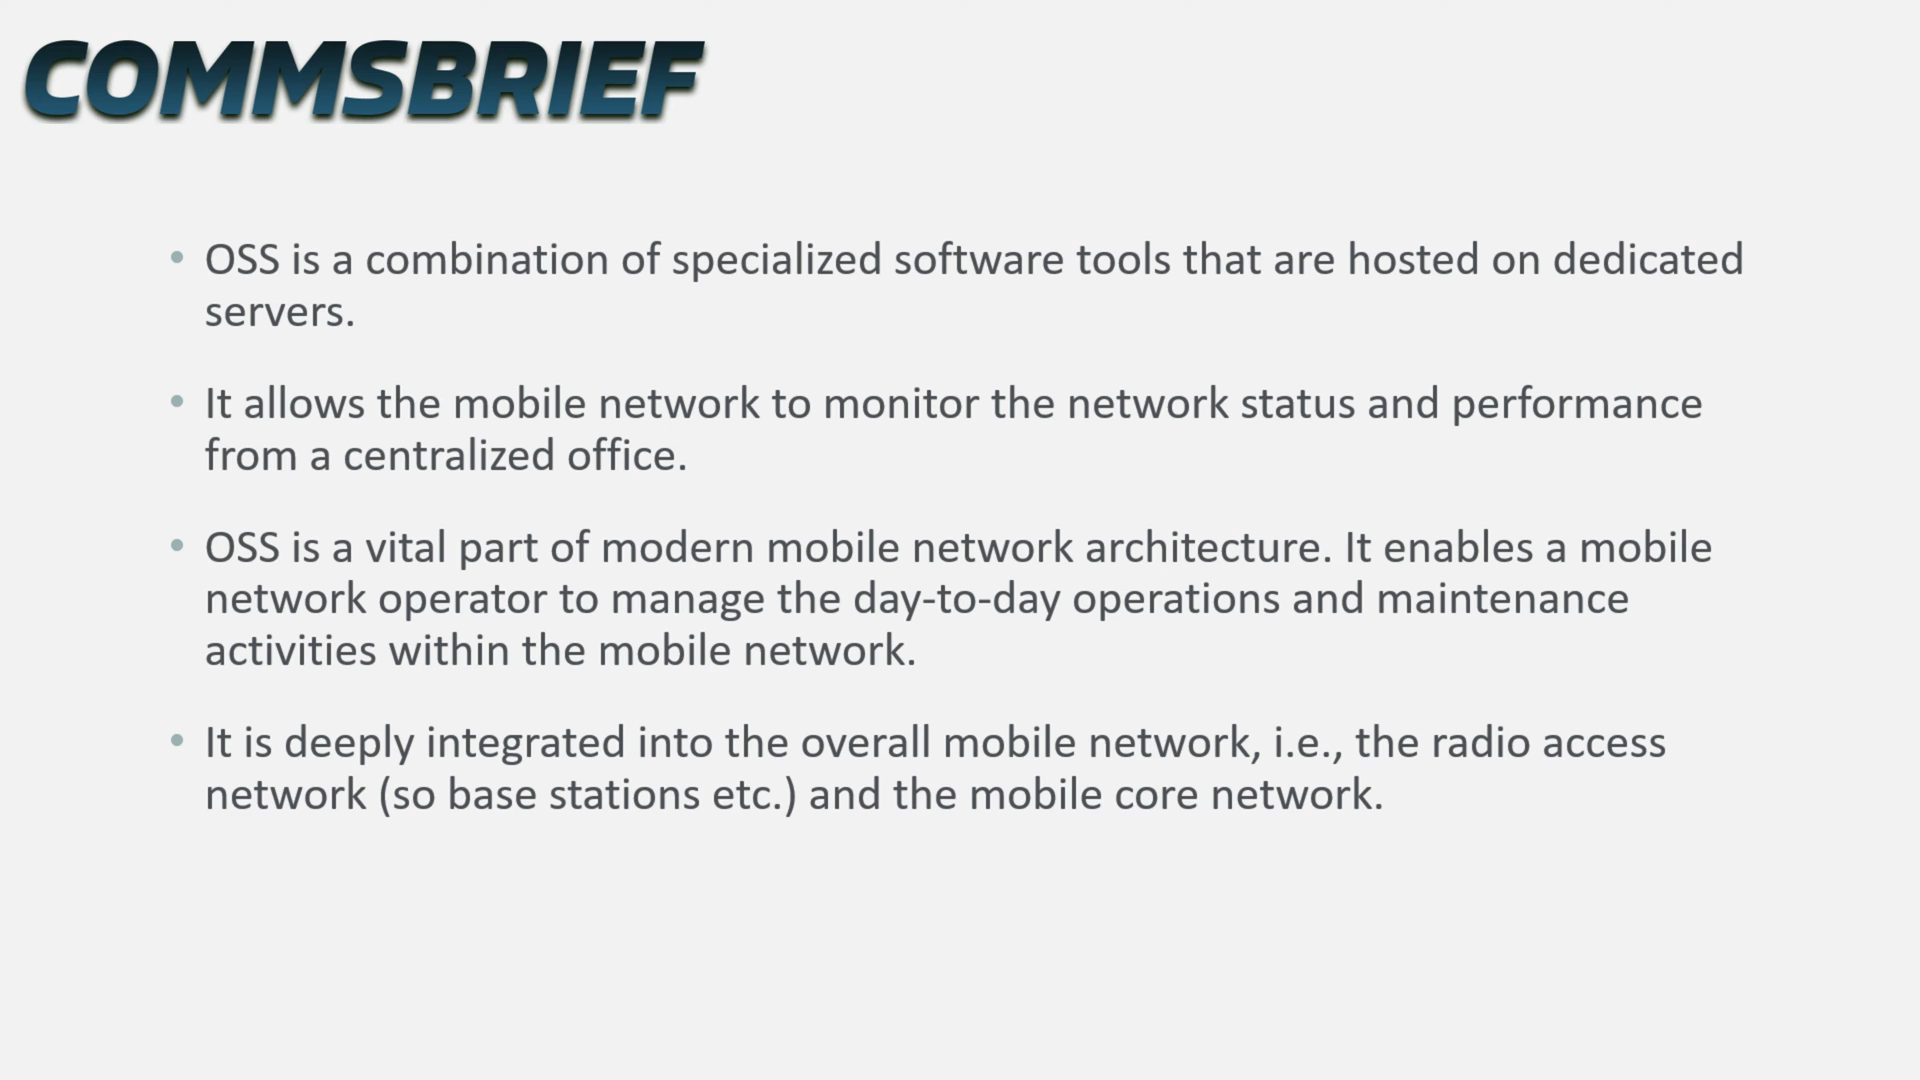 COMMSBRIEF
• OSS is a combination of specialized software tools that are hosted on dedicated
servers.
• It allows the mobile network to monitor the network status and performance
from a centralized office.
• OSS is a vital part of modern mobile network architecture. It enables a mobile
network operator to manage the day-to-day operations and maintenance
activities within the mobile network.
• It is deeply integrated into the overall mobile network, i.e., the radio access
network (so base stations etc.) and the mobile core network.